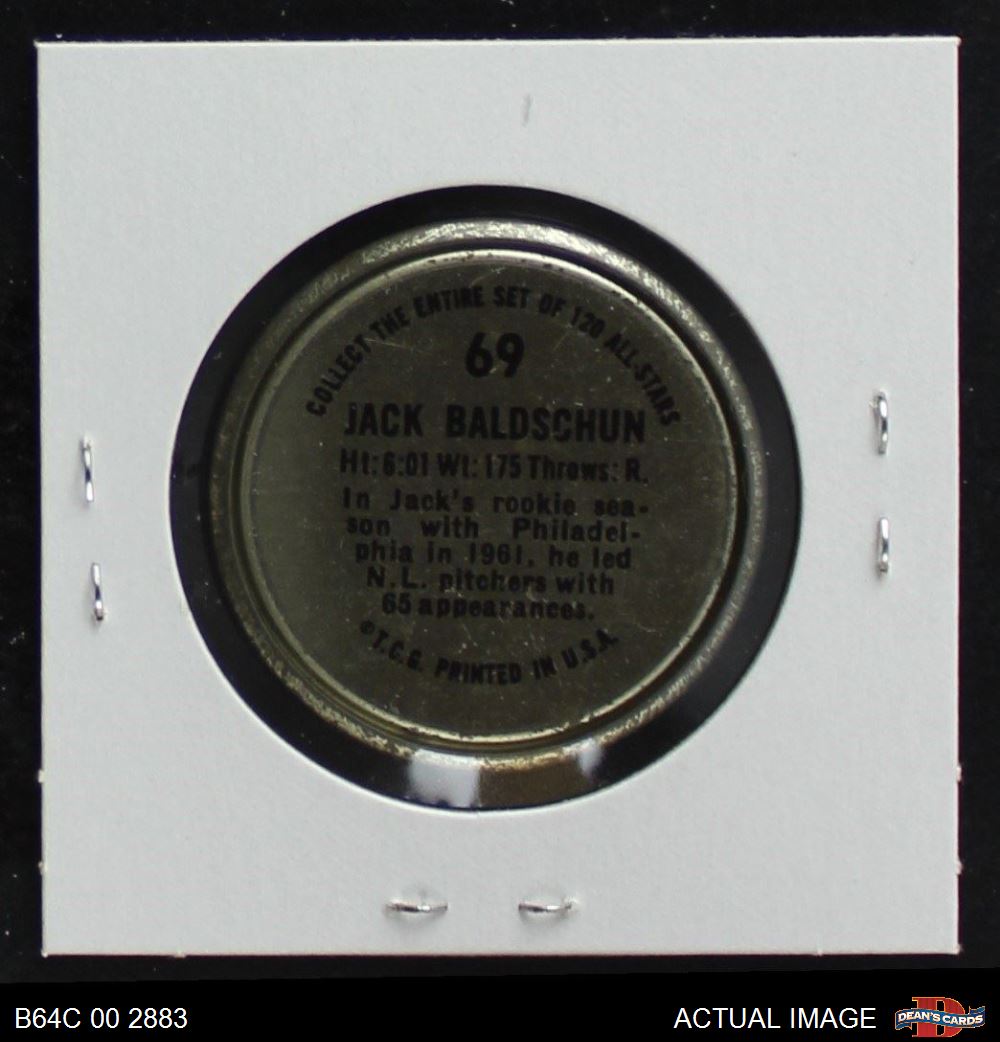 COLLECT THE ENTIRE SET OF 120 ALL-STARS
69
JACK BALDSCHUN
Ht: 6:01 Wt: 175 Throws: R.
In Jack's rookie sea-
son with Philadel-
phia in 1961, he led
N.L. pitchers with
65 appearances.
©T.C.G. PRINTED IN U.S.A.
B64C 00 2883
ACTUAL IMAGE
D
DEAN'S CARDS